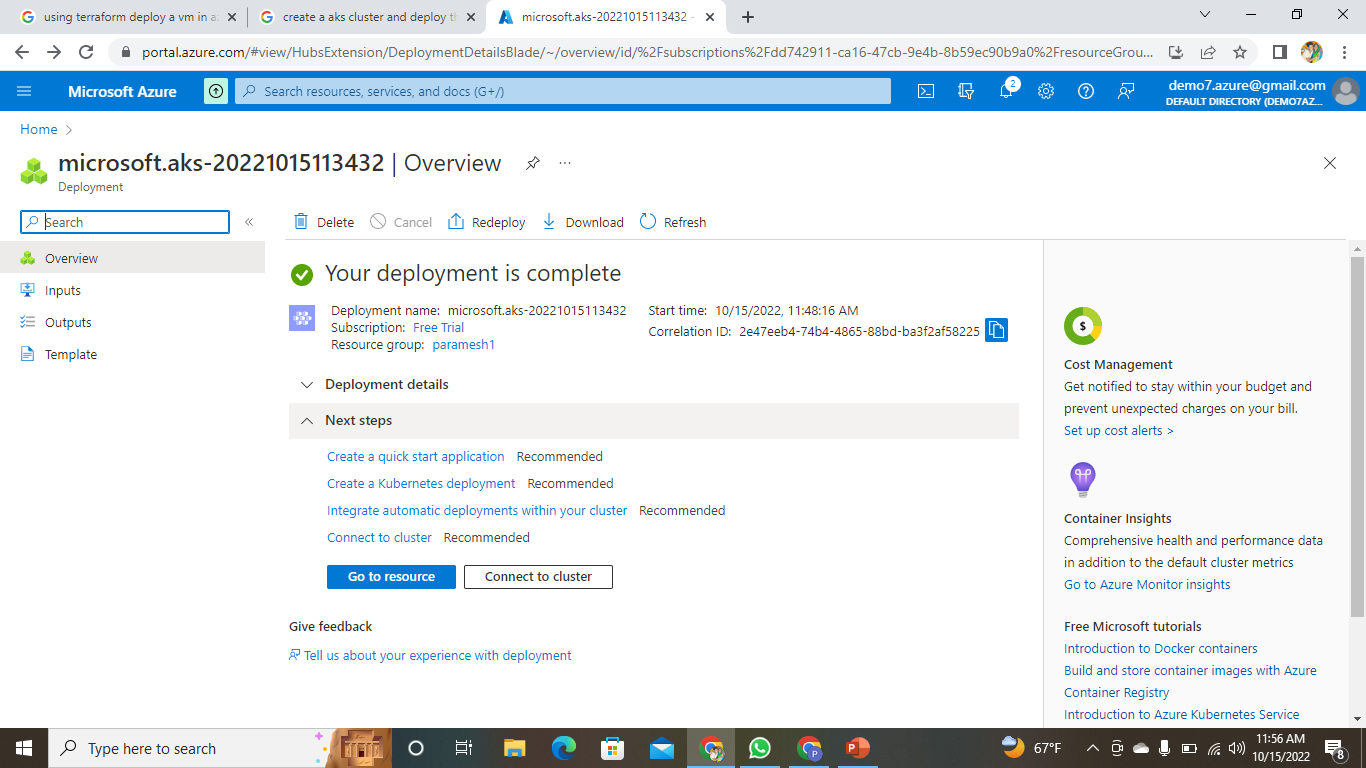 using terraform deploy a vm in a
create a aks cluster and deploy th
microsoft.aks-20221015113432 -
portal.azure.com/#view/HubsExtension/DeploymentDetailsBlade/~/overview/id/%2Fsubscriptions%2Fdd742911-ca16-47cb-9e4b-8b59ec90b9a0%2FresourceGrou...
Microsoft Azure
Search resources, services, and docs (G+/)
2
demo7.azure@gmail.com
DEFAULT DIRECTORY (DEMO7AZ...
Home
microsoft.aks-20221015113432 | Overview
Deployment
Search
Overview
Inputs
Outputs
Template
Delete
Cancel
Redeploy
Download
Refresh
Your deployment is complete
Deployment name: microsoft.aks-20221015113432
Subscription: Free Trial
Resource group: paramesh1
Start time: 10/15/2022, 11:48:16 AM
Correlation ID: 2e47eeb4-74b4-4865-88bd-ba3f2af58225
Deployment details
Next steps
Create a quick start application Recommended
Create a Kubernetes deployment Recommended
Integrate automatic deployments within your cluster Recommended
Connect to cluster Recommended
Go to resource
Connect to cluster
Give feedback
Tell us about your experience with deployment
$
Cost Management
Get notified to stay within your budget and
prevent unexpected charges on your bill.
Set up cost alerts >
Container Insights
Comprehensive health and performance data
in addition to the default cluster metrics
Go to Azure Monitor insights
Free Microsoft tutorials
Introduction to Docker containers
Build and store container images with Azure
Container Registry
Introduction to Azure Kubernetes Service
Type here to search
67°F
11:56 AM
10/15/2022
8